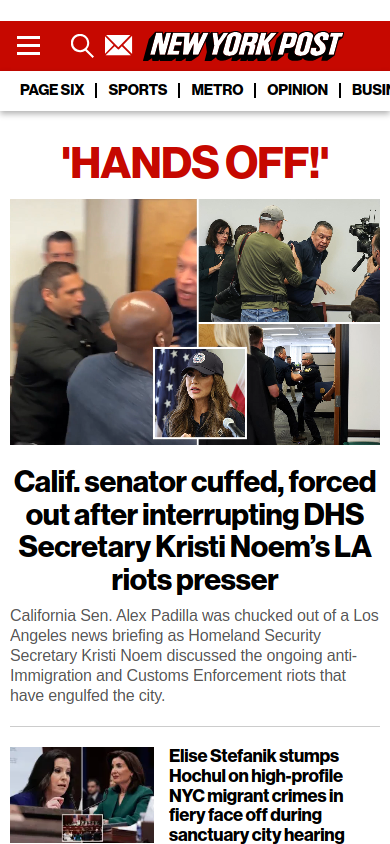 NEW YORK POST
PAGE SIX | SPORTS | METRO | OPINION | BUSIN
'HANDS OFF!'
Calif. senator cuffed, forced
out after interrupting DHS
Secretary Kristi Noem’s LA
riots presser
California Sen. Alex Padilla was chucked out of a Los
Angeles news briefing as Homeland Security
Secretary Kristi Noem discussed the ongoing anti-
Immigration and Customs Enforcement riots that
have engulfed the city.
Elise Stefanik stumps
Hochul on high-profile
NYC migrant crimes in
fiery face off during
sanctuary city hearing